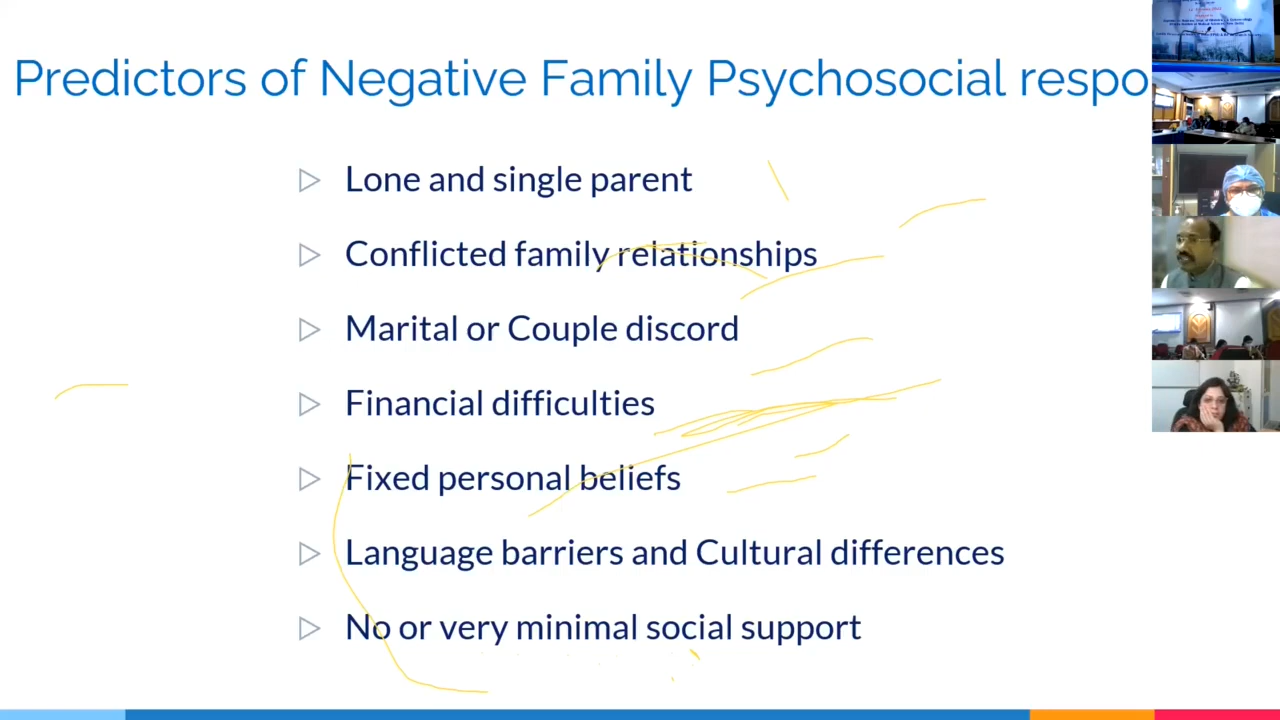 Predictors of Negative Family Psychosocial respo
Lone and single parent
Conflicted family relationships
Marital or Couple discord
Financial difficulties
Fixed personal beliefs
Language barriers and Cultural differences
No or very minimal social support